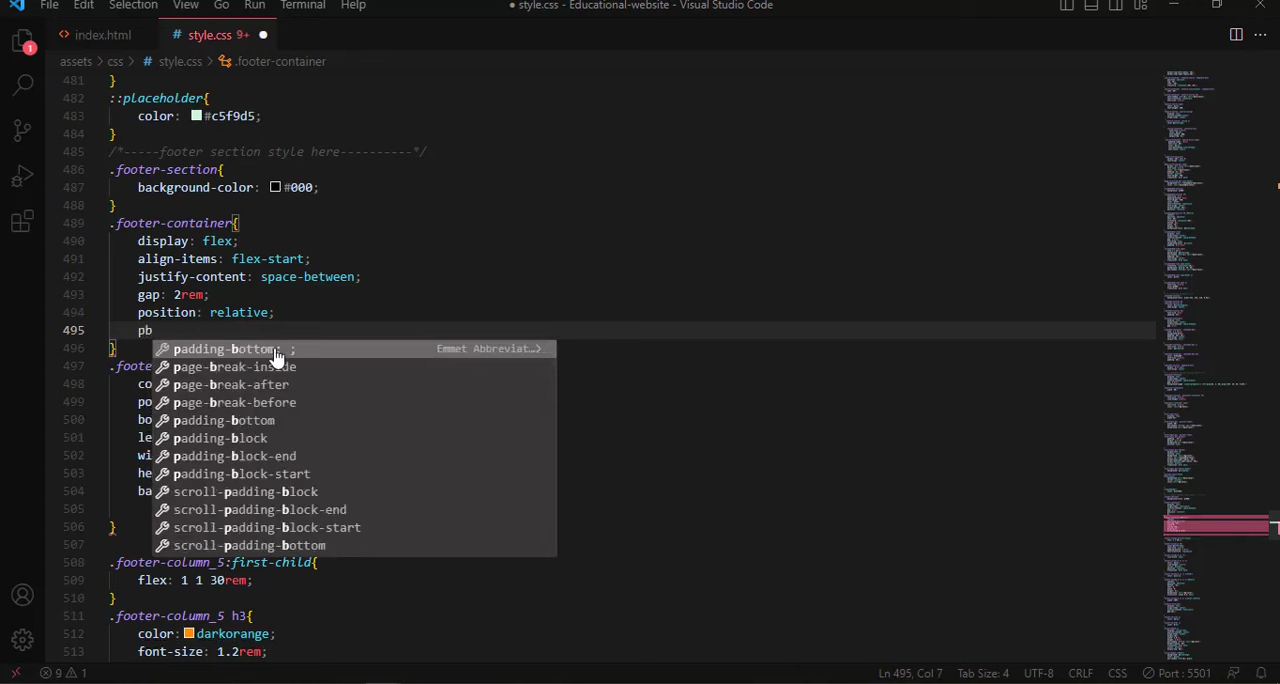 File Edit Selection View Go Run Terminal Help ● style.css - Educational-website - Visual Studio Code
<> index.html # style.css 9+ ●
1
assets > css > # style.css > .footer-container
481 }
482 ::placeholder{
483 color: #c5f9d5;
484 }
485 /*-----footer section style here----------*/
486 .footer-section{
487 background-color: #000;
488 }
489 .footer-container{
490 display: flex;
491 align-items: flex-start;
492 justify-content: space-between;
493 gap: 2rem;
494 position: relative;
495 pb
496 } padding-bottom: ; Emmet Abbreviat…>
497 .foote page-break-inside
498 co page-break-after
499 po page-break-before
500 bo padding-bottom
501 le padding-block
502 wi padding-block-end
503 he padding-block-start
504 ba scroll-padding-block
505 scroll-padding-block-end
506 } scroll-padding-block-start
507 scroll-padding-bottom
508 .footer-column_5:first-child{
509 flex: 1 1 30rem;
510 }
511 .footer-column_5 h3{
512 color: darkorange;
513 font-size: 1.2rem;
9 1 Ln 495, Col 7 Tab Size: 4 UTF-8 CRLF CSS Port : 5501